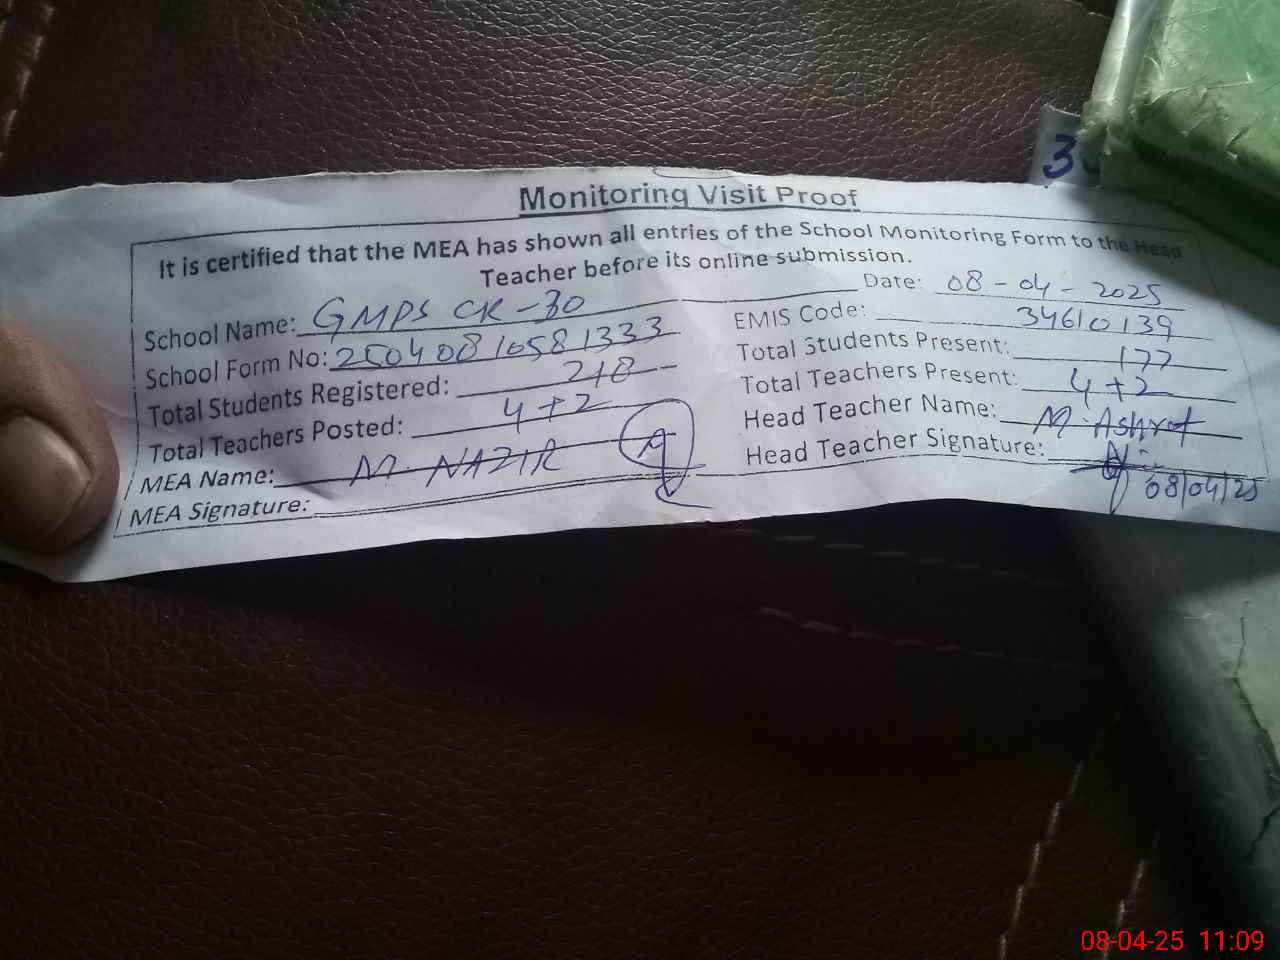 3
Monitoring Visit Proof
It is certified that the MEA has shown all entries of the School Monitoring Form to the Head
Teacher before its online submission.
Date: 08-04-2025
School Name: GMPS CK-30
EMIS Code: 34610139
School Form No: 25040810581333
Total Students Present: 177
Total Students Registered: 218
Total Teachers Present: 4+2
Total Teachers Posted: 4+2
Head Teacher Name: M. Ashraf
MEA Name: M. NAZIR
Head Teacher Signature:
08/04/25
MEA Signature:
08-04-25 11:09